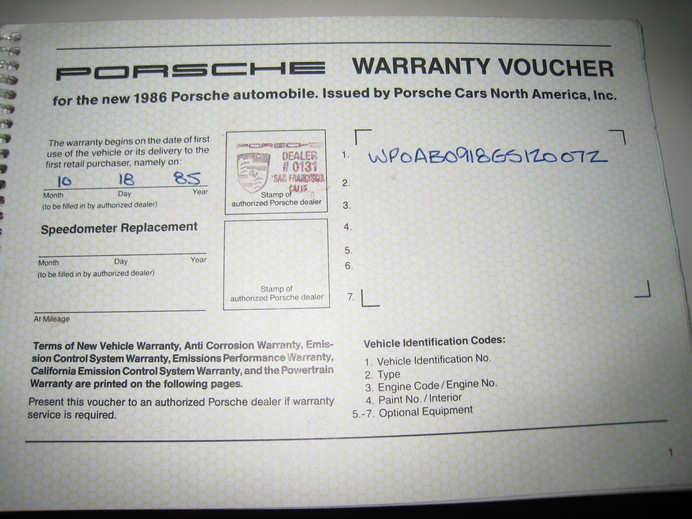 PORSCHE WARRANTY VOUCHER
for the new 1986 Porsche automobile. Issued by Porsche Cars North America, Inc.
The warranty begins on the date of first
use of the vehicle or its delivery to the
first retail purchaser, namely on:
10 18 85
Month Day Year
(to be filled in by authorized dealer)
PORSCHE
DEALER
# 0131
SAN FRANCISCO
CALIF.
Stamp of
authorized Porsche dealer
Speedometer Replacement
Month Day Year
(to be filled in by authorized dealer)
At Mileage
Stamp of
authorized Porsche dealer
1. WP0AB0918GS120072
2.
3.
4.
5.
6.
7.
Terms of New Vehicle Warranty, Anti Corrosion Warranty, Emis-
sion Control System Warranty, Emissions Performance Warranty,
California Emission Control System Warranty, and the Powertrain
Warranty are printed on the following pages.
Present this voucher to an authorized Porsche dealer if warranty
service is required.
Vehicle Identification Codes:
1. Vehicle Identification No.
2. Type
3. Engine Code / Engine No.
4. Paint No. / Interior
5.-7. Optional Equipment
1